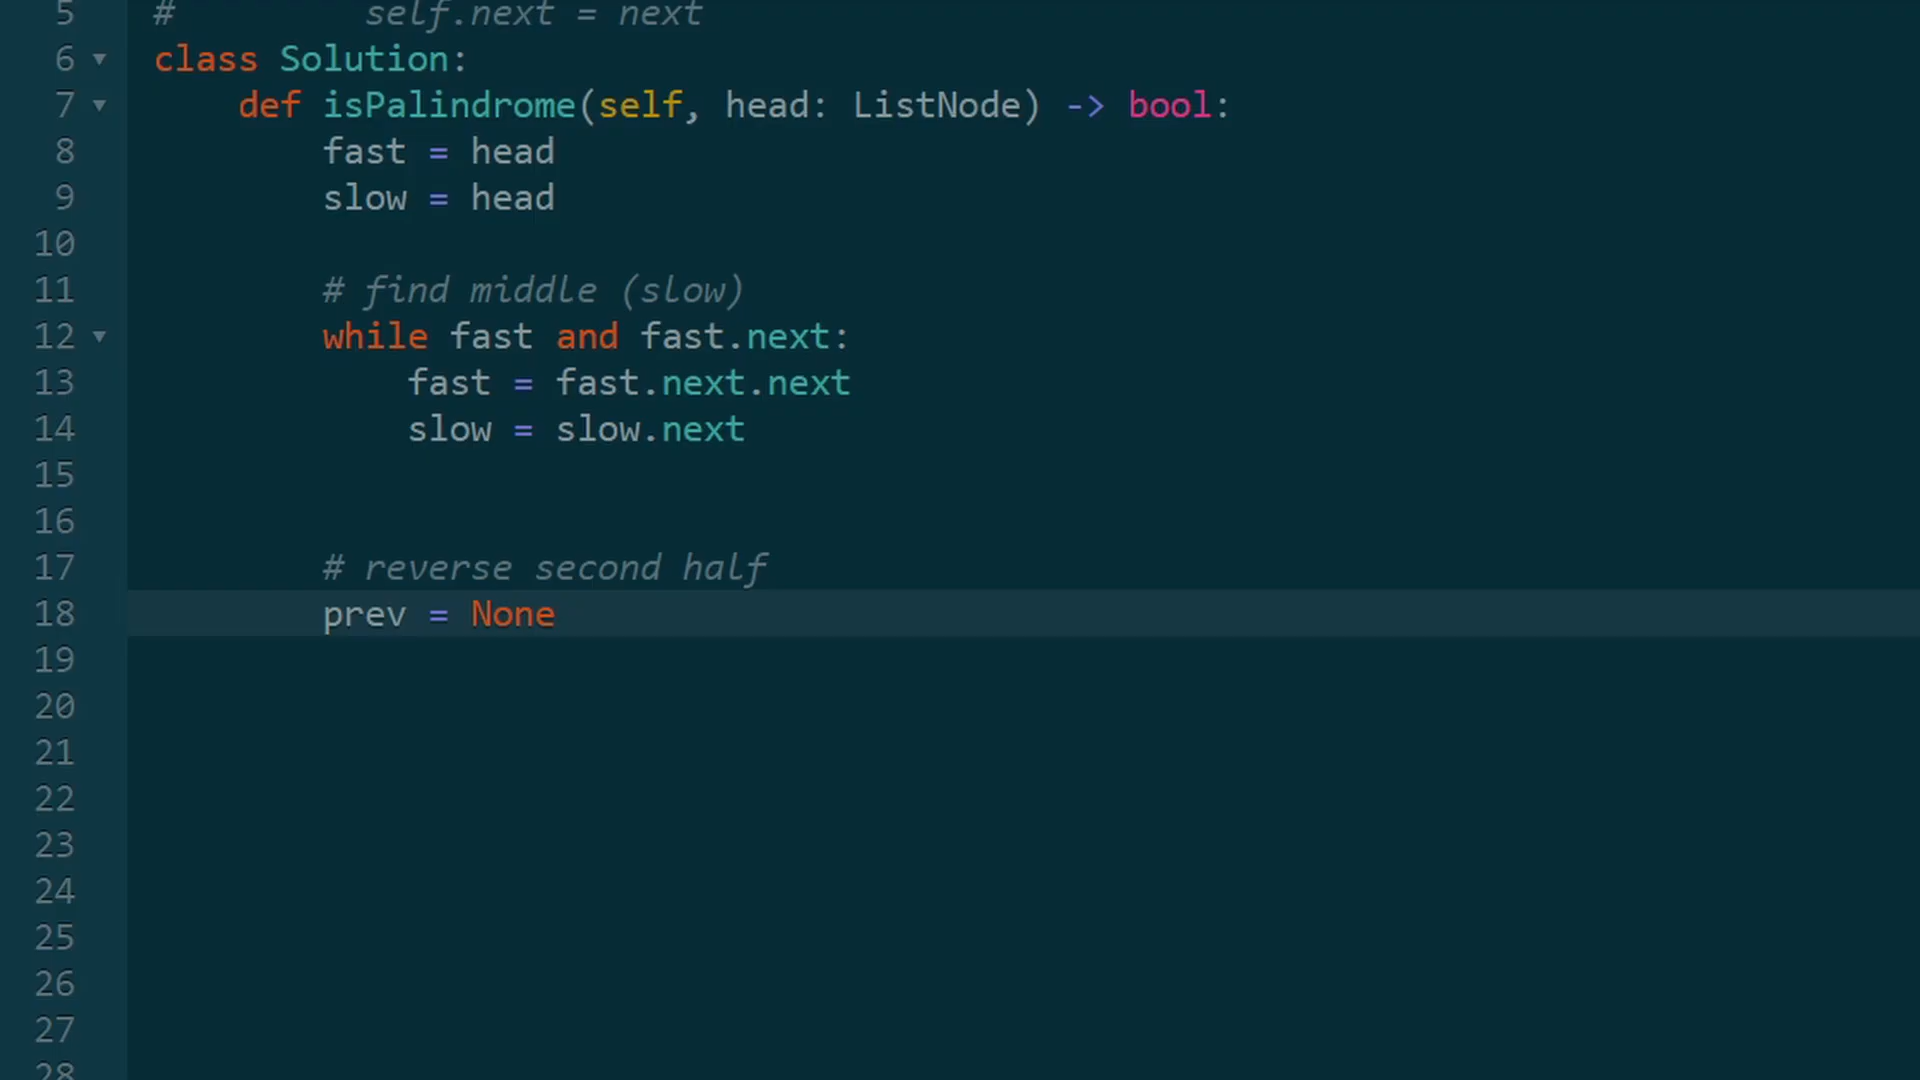 5 #         self.next = next
6 ▾ class Solution:
7 ▾     def isPalindrome(self, head: ListNode) -> bool:
8         fast = head
9         slow = head
10
11         # find middle (slow)
12 ▾         while fast and fast.next:
13             fast = fast.next.next
14             slow = slow.next
15
16
17         # reverse second half
18         prev = None
19
20
21
22
23
24
25
26
27
28